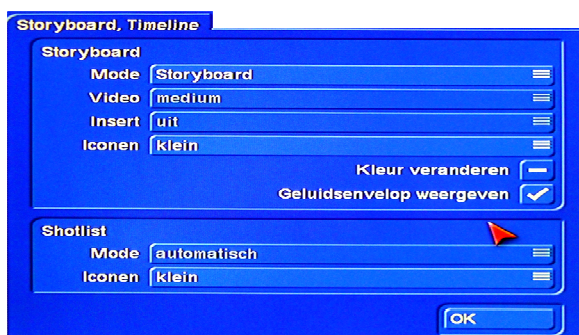 Storyboard, Timeline
Storyboard
Mode Storyboard
Video medium
Insert uit
Iconen klein
Kleur veranderen
Geluidsenvelop weergeven
Shotlist
Mode automatisch
Iconen klein
OK